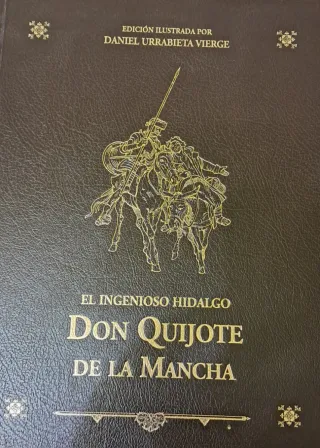 EDICIÓN ILUSTRADA POR
DANIEL URRABIETA VIERGE
EL INGENIOSO HIDALGO
DON QUIJOTE
DE LA MANCHA